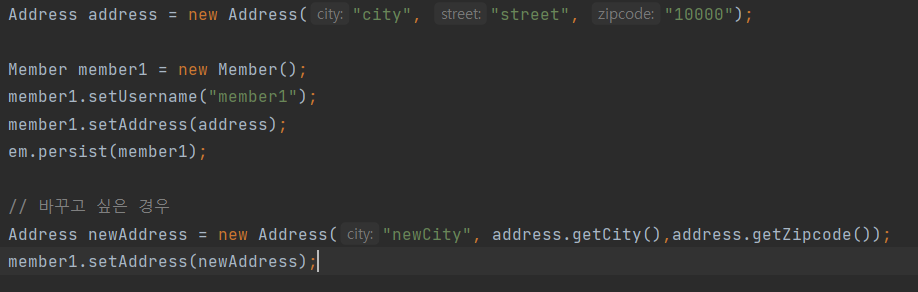 Address address = new Address( city: "city", street: "street", zipcode: "10000");
Member member1 = new Member();
member1.setUsername("member1");
member1.setAddress(address);
em.persist(member1);
// 바꾸고 싶은 경우
Address newAddress = new Address( city: "newCity", address.getCity(),address.getZipcode());
member1.setAddress(newAddress);